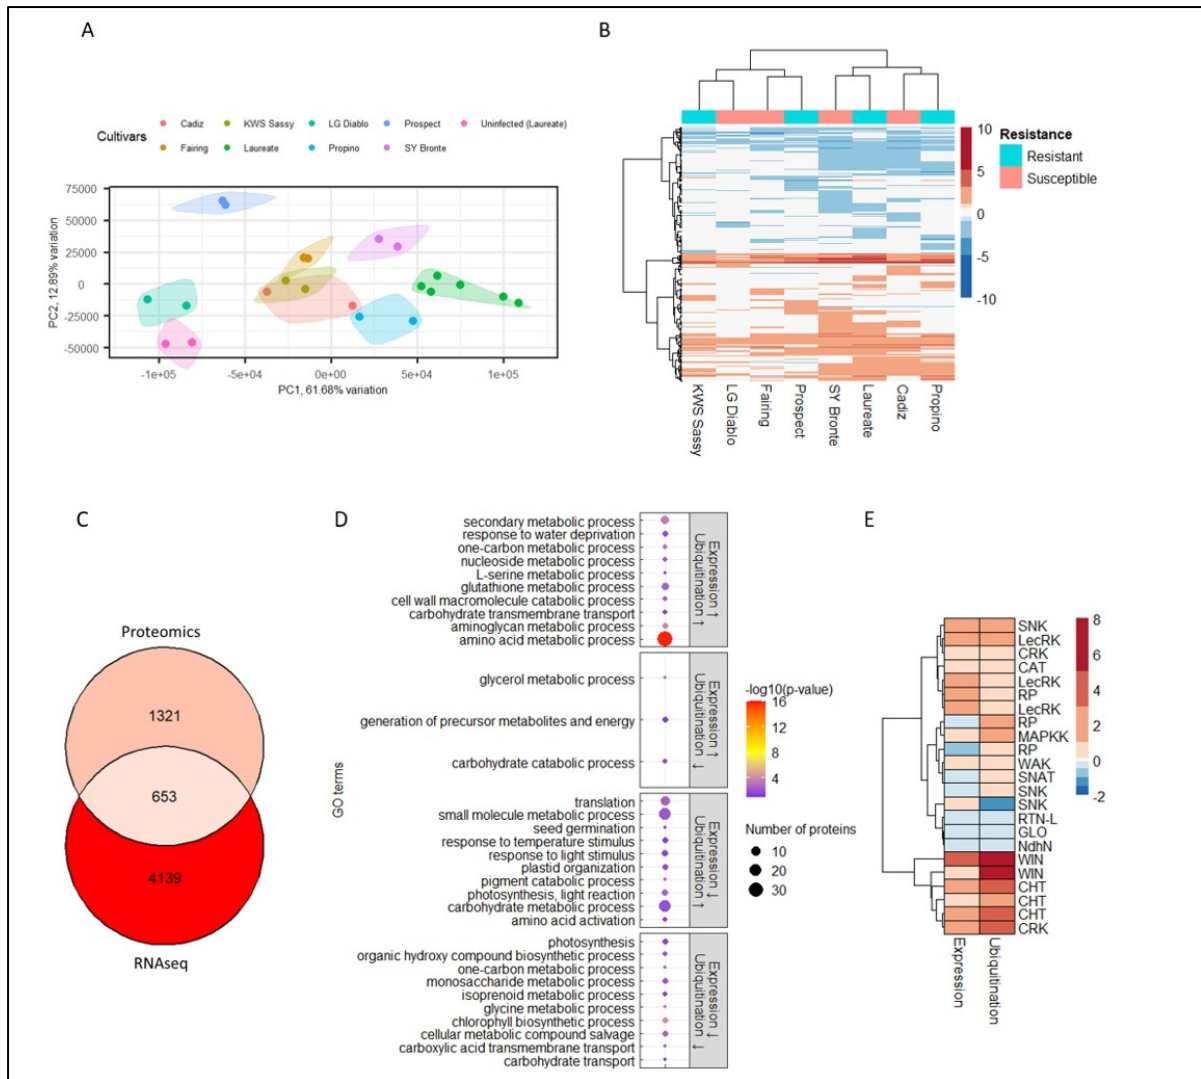 A
Cultivars
Cadiz
KWS Sassy
LG Diablo
Prospect
Uninfected (Laureate)
Fairing
Laureate
Propino
SY Bronte
PC2, 12.89% variation
75000
50000
25000
0
-25000
-50000
-1e+05
-5e+04
0e+00
5e+04
1e+05
PC1, 61.68% variation
B
KWS Sassy
LG Diablo
Fairing
Prospect
SY Bronte
Laureate
Cadiz
Propino
10
5
0
-5
-10
Resistance
Resistant
Susceptible
C
Proteomics
1321
653
4139
RNAseq
D
GO terms
secondary metabolic process
response to water deprivation
one-carbon metabolic process
nucleoside metabolic process
L-serine metabolic process
glutathione metabolic process
cell wall macromolecule catabolic process
carbohydrate transmembrane transport
aminoglycan metabolic process
amino acid metabolic process
Expression ↑
Ubiquitination ↑
glycerol metabolic process
generation of precursor metabolites and energy
carbohydrate catabolic process
Expression ↑
Ubiquitination ↓
translation
small molecule metabolic process
seed germination
response to temperature stimulus
response to light stimulus
plastid organization
pigment catabolic process
photosynthesis, light reaction
carbohydrate metabolic process
amino acid activation
Expression ↓
Ubiquitination ↑
photosynthesis
organic hydroxy compound biosynthetic process
one-carbon metabolic process
monosaccharide metabolic process
isoprenoid metabolic process
glycine metabolic process
chlorophyll biosynthetic process
cellular metabolic compound salvage
carboxylic acid transmembrane transport
carbohydrate transport
Expression ↓
Ubiquitination ↓
-log10(p-value)
16
12
8
4
Number of proteins
10
20
30
E
SNK
LecRK
CRK
CAT
LecRK
RP
LecRK
RP
MAPKK
RP
WAK
SNAT
SNK
SNK
RTN-L
GLO
NdhN
WIN
WIN
CHT
CHT
CHT
CRK
Expression
Ubiquitination
8
6
4
2
0
-2